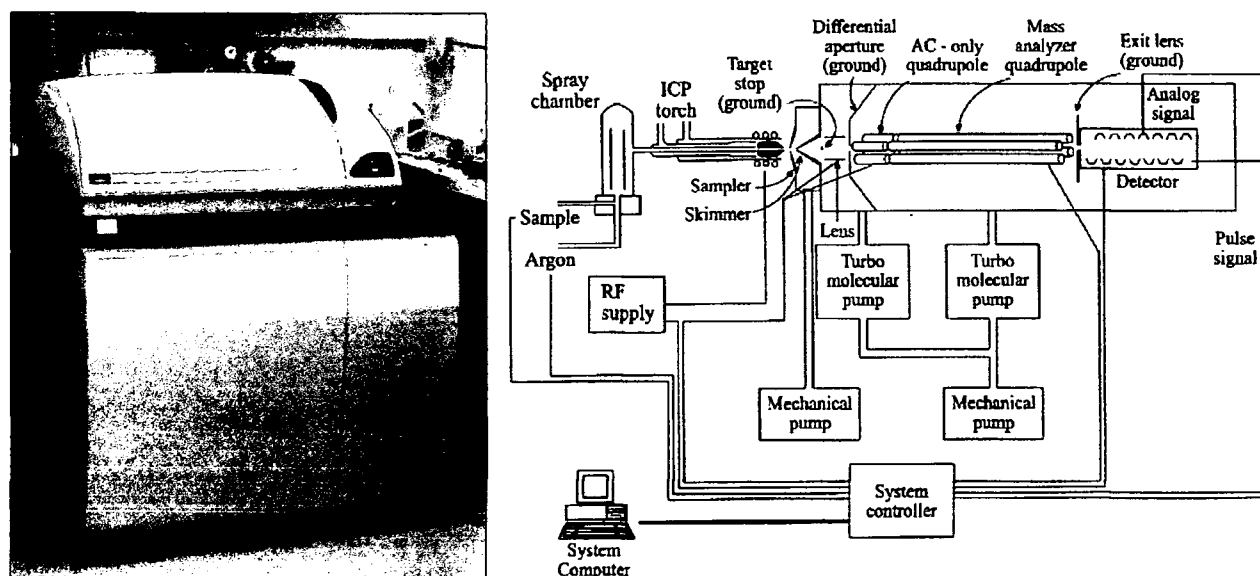 Spray
chamber
ICP
torch
Target
stop
(ground)
Differential
aperture
(ground)
AC - only
quadrupole
Mass
analyzer
quadrupole
Exit lens
(ground)
Analog
signal
Detector
Sampler
Skimmer
Lens
Sample
Argon
RF
supply
Turbo
molecular
pump
Turbo
molecular
pump
Pulse
signal
Mechanical
pump
Mechanical
pump
System
controller
System
Computer